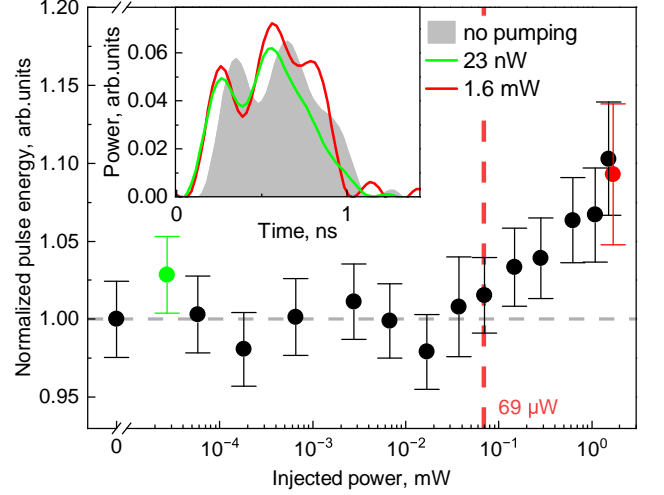 1.20
1.15
1.10
1.05
1.00
0.95
Normalized pulse energy, arb.units
0.06
0.04
0.02
0.00
Power, arb.units
0
1
Time, ns
no pumping
23 nW
1.6 mW
69 µW
0
10⁻⁴
10⁻³
10⁻²
10⁻¹
10⁰
Injected power, mW